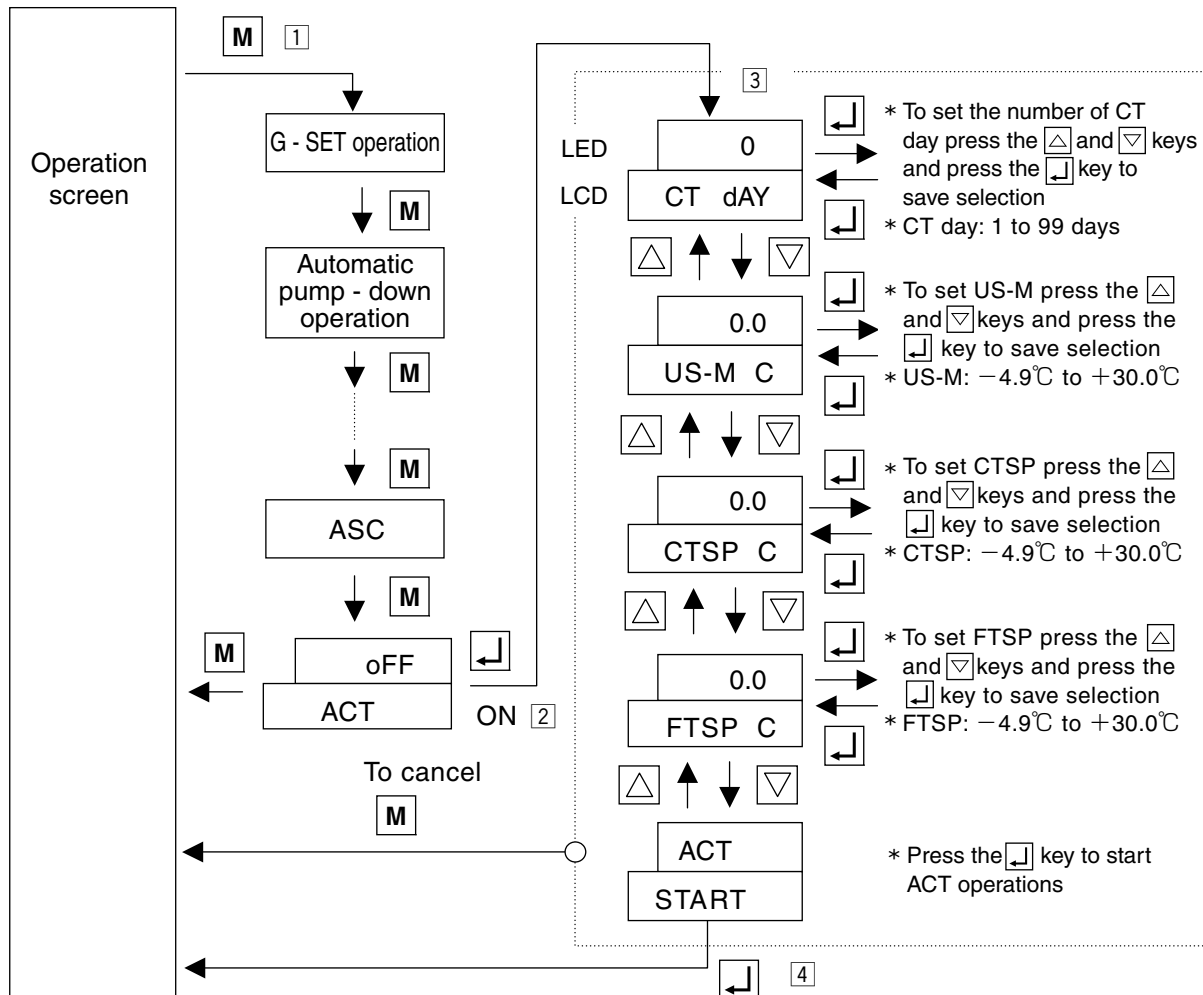 M 1
Operation
screen
G - SET operation
M
Automatic
pump - down
operation
M
M
ASC
M
M
oFF
ACT
ON 2
To cancel
M
3
LED
0
LCD
CT dAY
* To set the number of CT
day press the △ and ▽ keys
and press the ↵ key to
save selection
* CT day: 1 to 99 days
△ ▽
0.0
US-M C
* To set US-M press the △
and ▽ keys and press the
↵ key to save selection
* US-M: −4.9℃ to +30.0℃
△ ▽
0.0
CTSP C
* To set CTSP press the △
and ▽ keys and press the
↵ key to save selection
* CTSP: −4.9℃ to +30.0℃
△ ▽
0.0
FTSP C
* To set FTSP press the △
and ▽ keys and press the
↵ key to save selection
* FTSP: −4.9℃ to +30.0℃
△ ▽
ACT
START
* Press the ↵ key to start
ACT operations
↵ 4